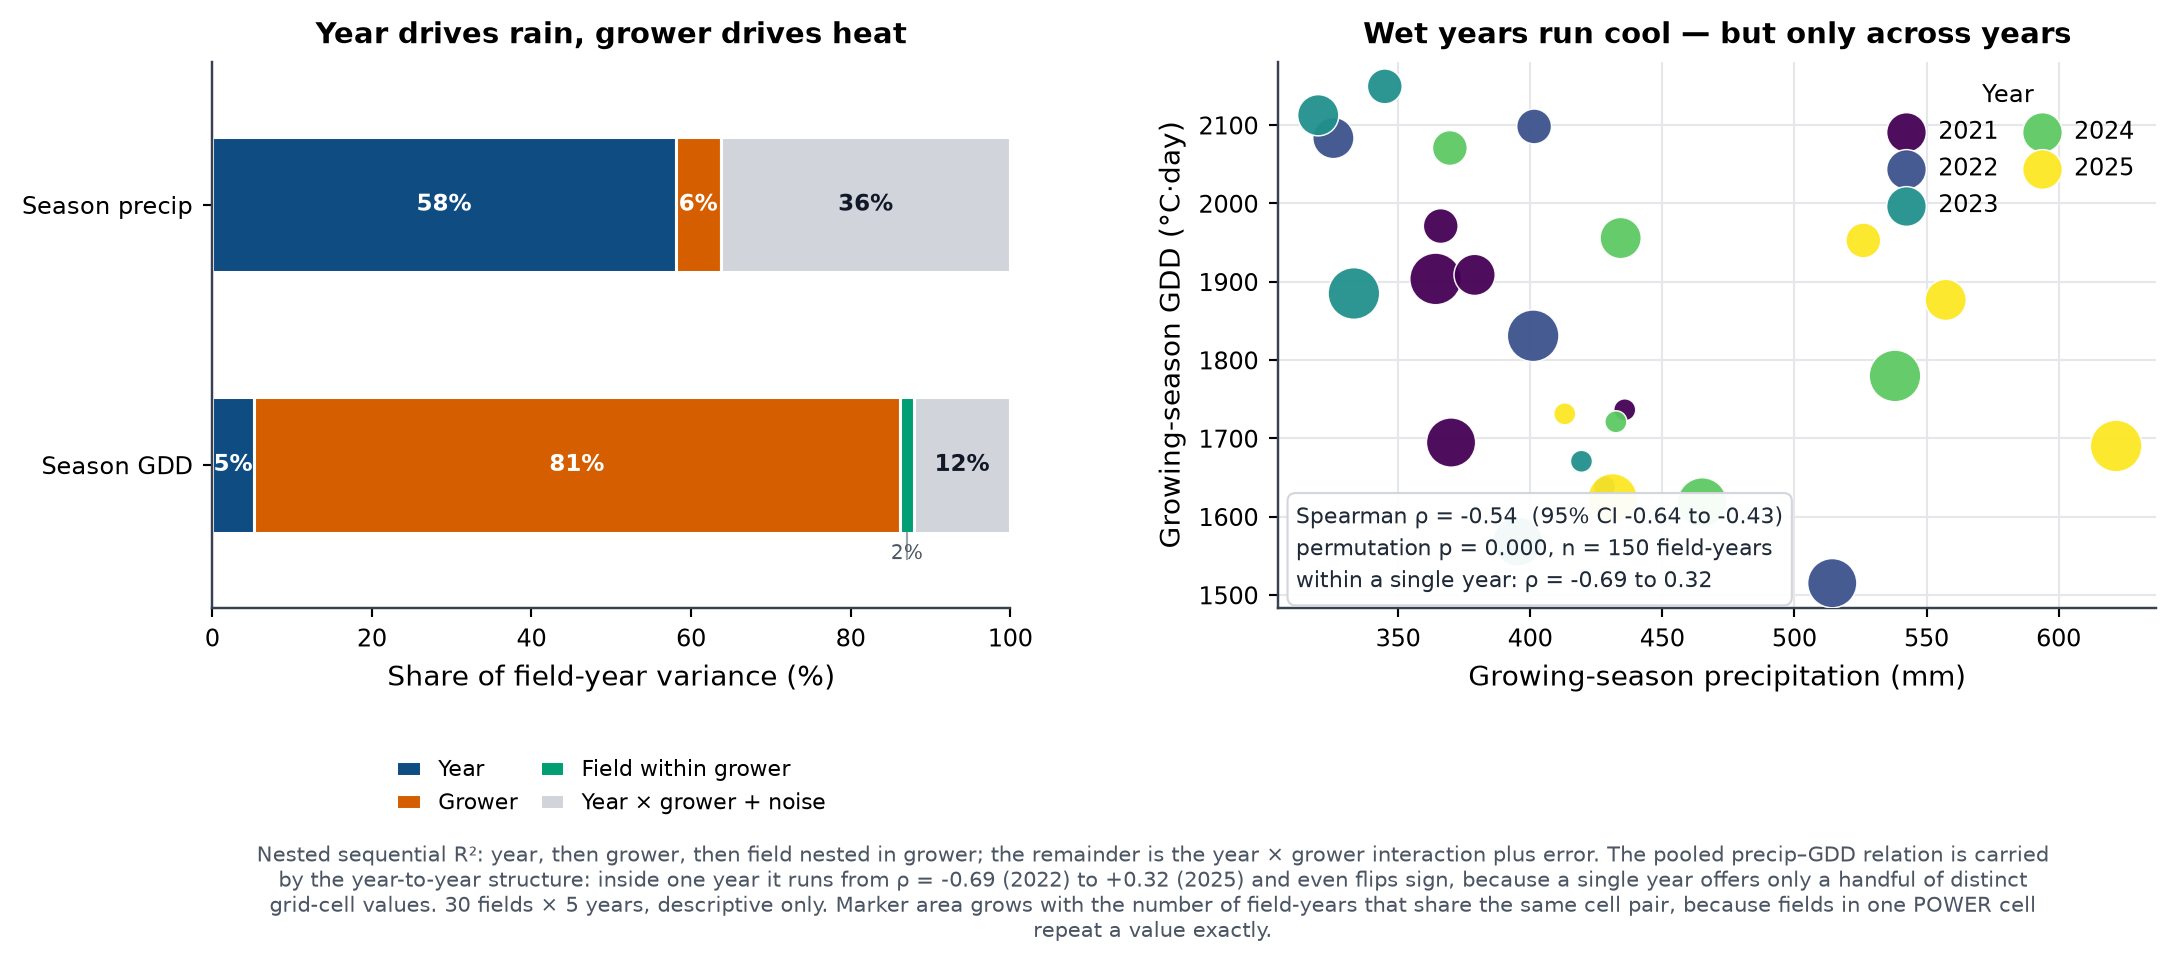 Year drives rain, grower drives heat
Season precip
58%
6%
36%
Season GDD
5%
81%
12%
2%
0 20 40 60 80 100
Share of field-year variance (%)
Year
Field within grower
Grower
Year × grower + noise
Wet years run cool — but only across years
Growing-season GDD (°C·day)
2100
2000
1900
1800
1700
1600
1500
Year
2021
2024
2022
2025
2023
Spearman ρ = -0.54 (95% CI -0.64 to -0.43)
permutation p = 0.000, n = 150 field-years
within a single year: ρ = -0.69 to 0.32
350 400 450 500 550 600
Growing-season precipitation (mm)
Nested sequential R²: year, then grower, then field nested in grower; the remainder is the year × grower interaction plus error. The pooled precip–GDD relation is carried
by the year-to-year structure: inside one year it runs from ρ = -0.69 (2022) to +0.32 (2025) and even flips sign, because a single year offers only a handful of distinct
grid-cell values. 30 fields × 5 years, descriptive only. Marker area grows with the number of field-years that share the same cell pair, because fields in one POWER cell
repeat a value exactly.